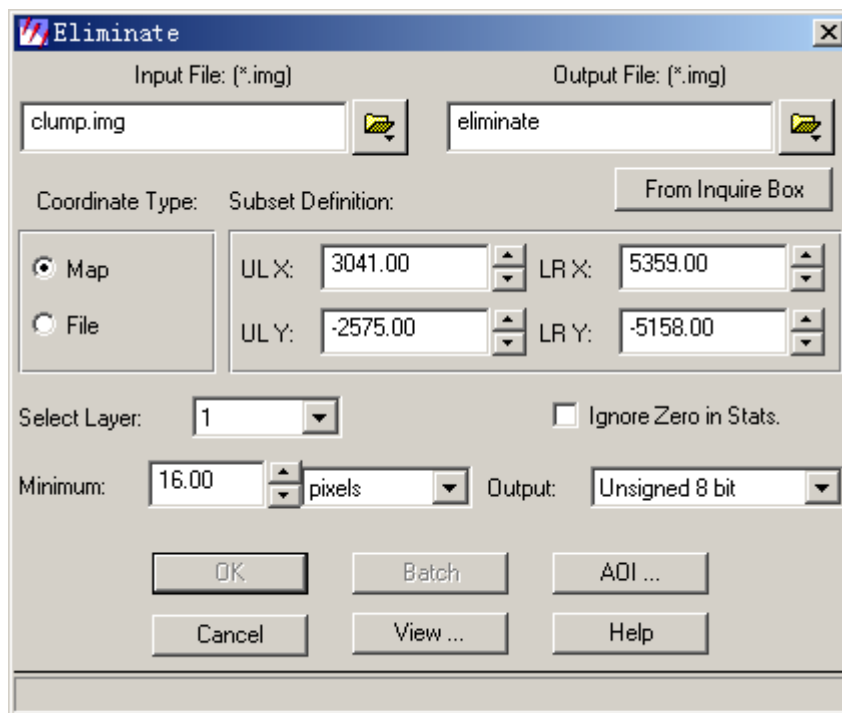 Eliminate
Input File: (*.img)
Output File: (*.img)
clump.img
eliminate
From Inquire Box
Coordinate Type:
Subset Definition:
Map
File
UL X: 3041.00
LR X: 5359.00
UL Y: -2575.00
LR Y: -5158.00
Select Layer: 1
Ignore Zero in Stats.
Minimum: 16.00 pixels
Output: Unsigned 8 bit
OK
Batch
AOI ...
Cancel
View ...
Help